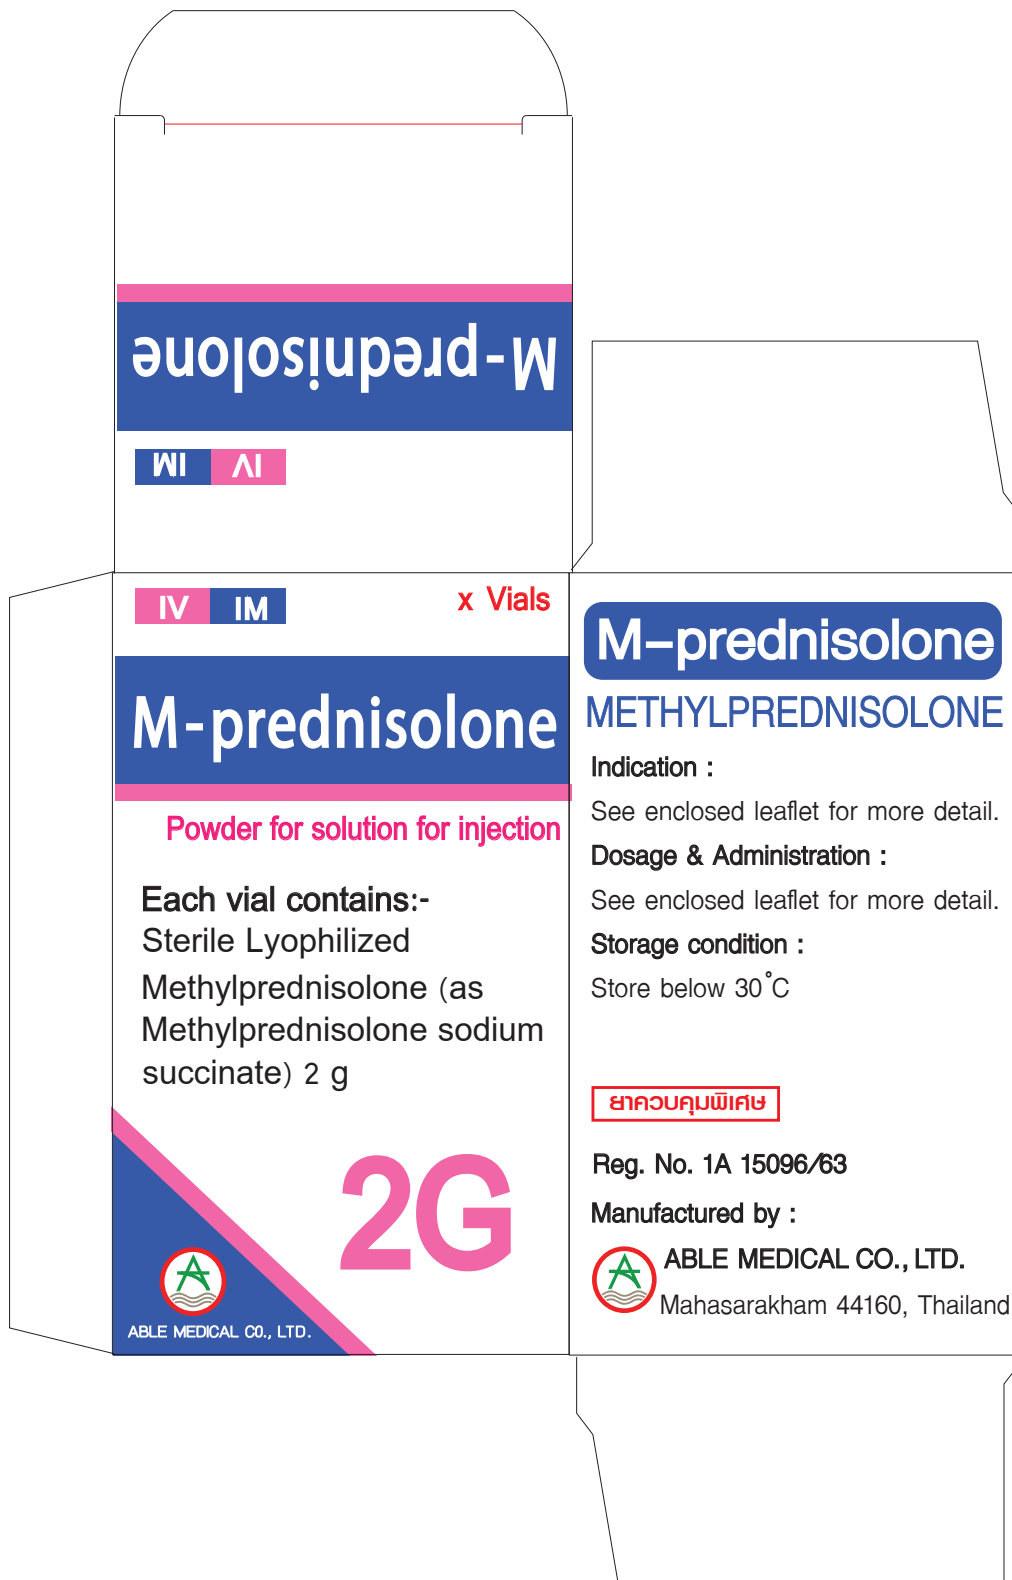 M-prednisolone
IV IM
IV IM
x Vials
M-prednisolone
Powder for solution for injection
Each vial contains:-
Sterile Lyophilized
Methylprednisolone (as
Methylprednisolone sodium
succinate) 2 g
2G
ABLE MEDICAL CO., LTD.
M-prednisolone
METHYLPREDNISOLONE
Indication :
See enclosed leaflet for more detail.
Dosage & Administration :
See enclosed leaflet for more detail.
Storage condition :
Store below 30°C
ยาควบคุมพิเศษ
Reg. No. 1A 15096/63
Manufactured by :
ABLE MEDICAL CO., LTD.
Mahasarakham 44160, Thailand